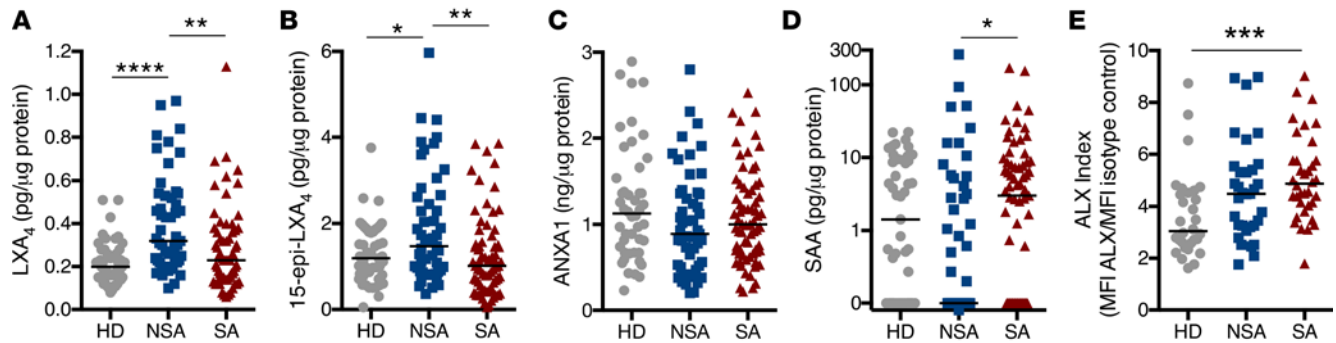 A
LXA4 (pg/µg protein)
1.2
1.0
0.8
0.6
0.4
0.2
0.0
****
**
HD NSA SA
B
15-epi-LXA4 (pg/µg protein)
6
4
2
0
*
**
HD NSA SA
C
ANXA1 (ng/µg protein)
3
2
1
0
HD NSA SA
D
SAA (pg/µg protein)
300
100
10
1
0
*
HD NSA SA
E
ALX Index
(MFI ALX/MFI isotype control)
10
8
6
4
2
0
***
HD NSA SA